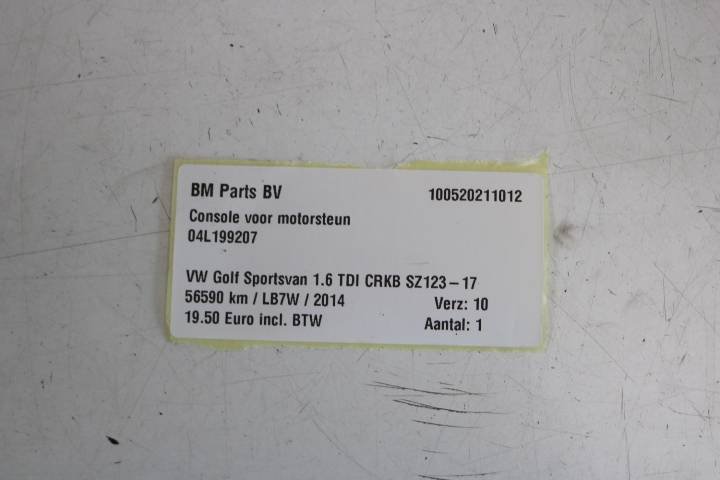 BM Parts BV 100520211012
Console voor motorsteun
04L199207
VW Golf Sportsvan 1.6 TDI CRKB SZ123-17
56590 km / LB7W / 2014 Verz: 10
19.50 Euro incl. BTW Aantal: 1